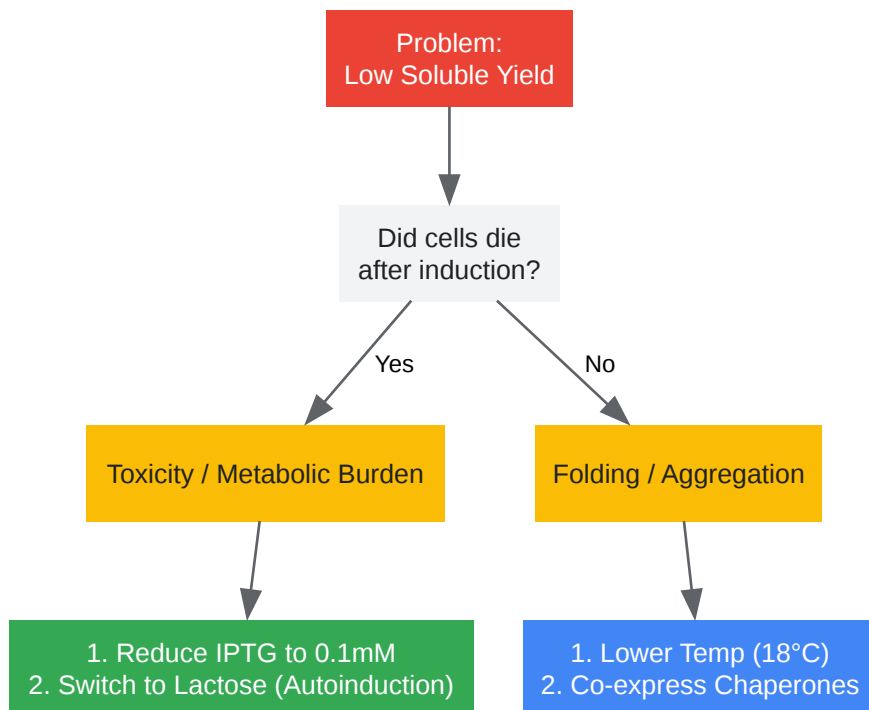 Problem:
Low Soluble Yield
Did cells die
after induction?
Yes
No
Toxicity / Metabolic Burden
Folding / Aggregation
1. Reduce IPTG to 0.1mM
2. Switch to Lactose (Autoinduction)
1. Lower Temp (18°C)
2. Co-express Chaperones